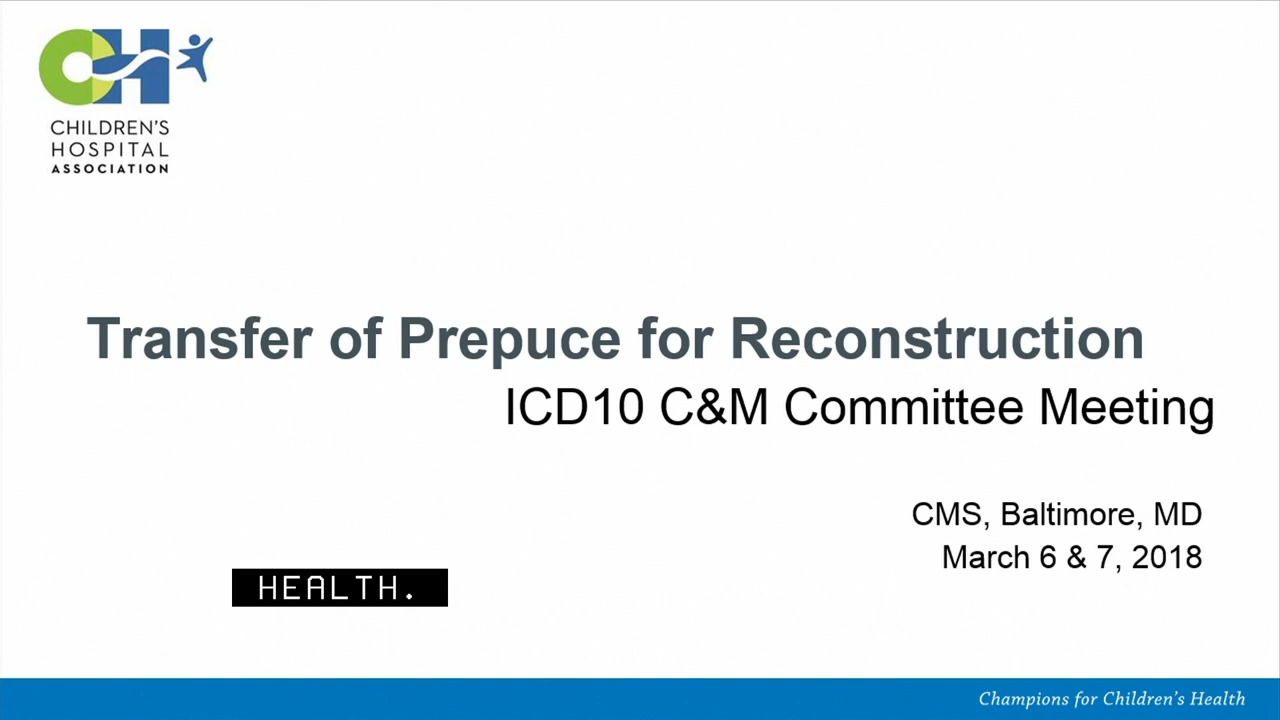 CH
CHILDREN'S
HOSPITAL
ASSOCIATION
Transfer of Prepuce for Reconstruction
ICD10 C&M Committee Meeting
CMS, Baltimore, MD
March 6 & 7, 2018
HEALTH.
Champions for Children's Health